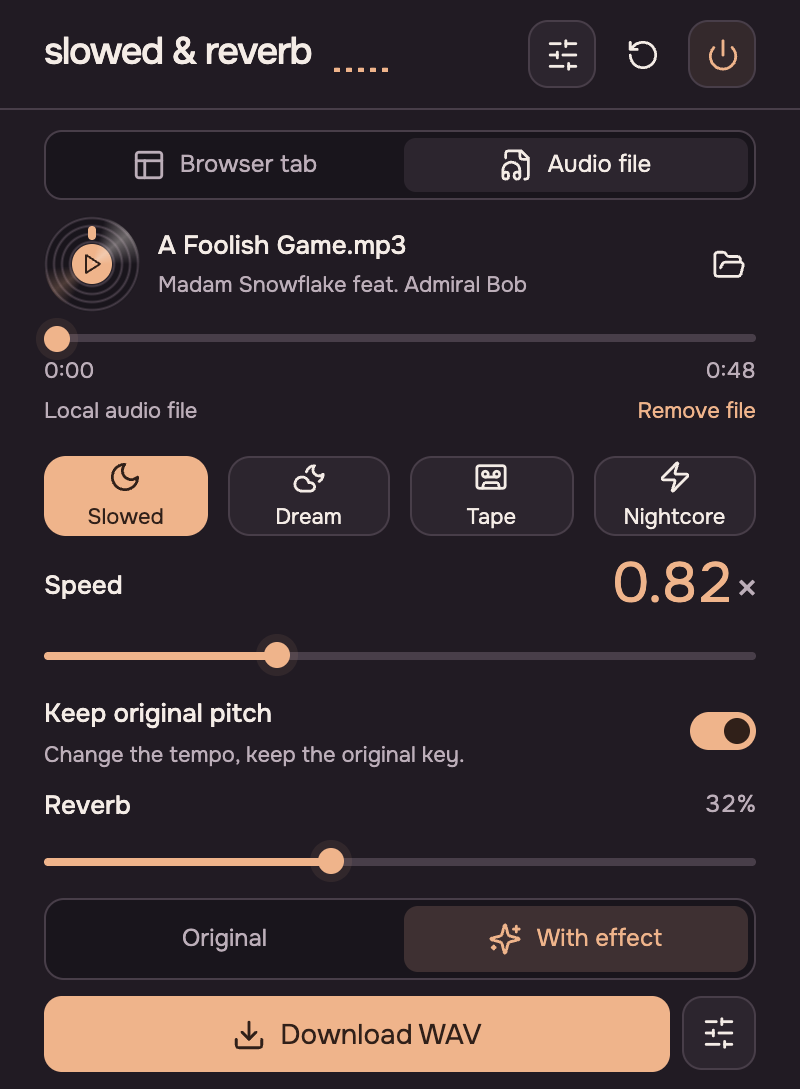 slowed & reverb
Browser tab
Audio file
A Foolish Game.mp3
Madam Snowflake feat. Admiral Bob
0:00
0:48
Local audio file
Remove file
Slowed
Dream
Tape
Nightcore
Speed
0.82×
Keep original pitch
Change the tempo, keep the original key.
Reverb
32%
Original
With effect
Download WAV